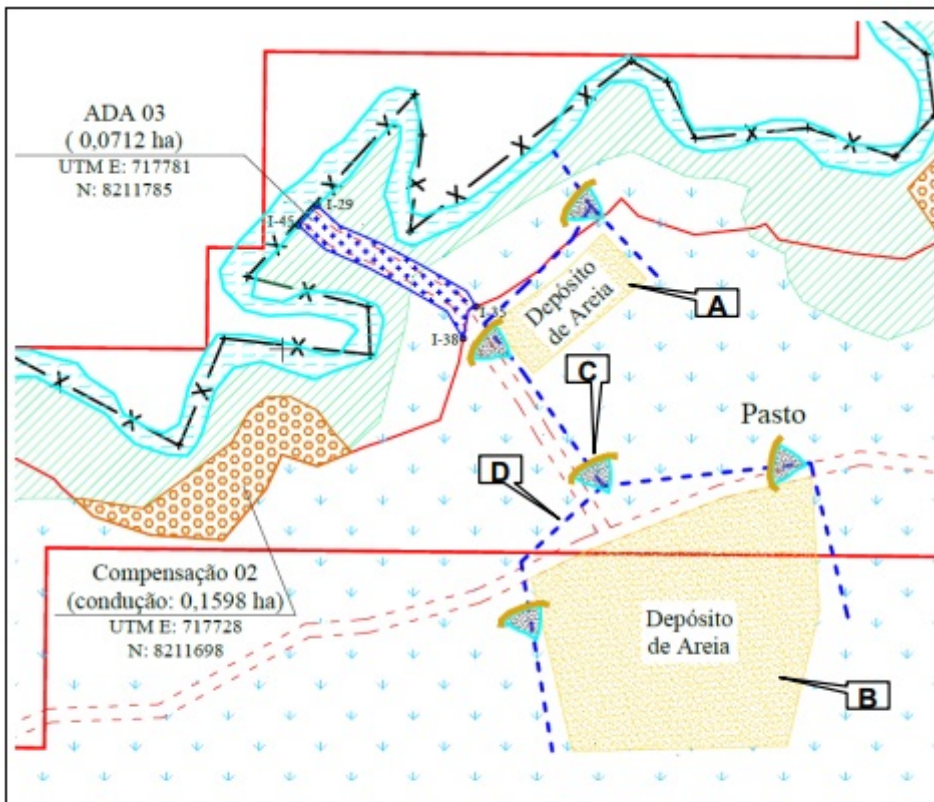 ADA 03
( 0,0712 ha)
UTM E: 717781
N: 8211785
I-29
I-45
I-35
I-38
Depósito
de Areia
A
C
Pasto
D
Compensação 02
(condução: 0,1598 ha)
UTM E: 717728
N: 8211698
Depósito
de Areia
B